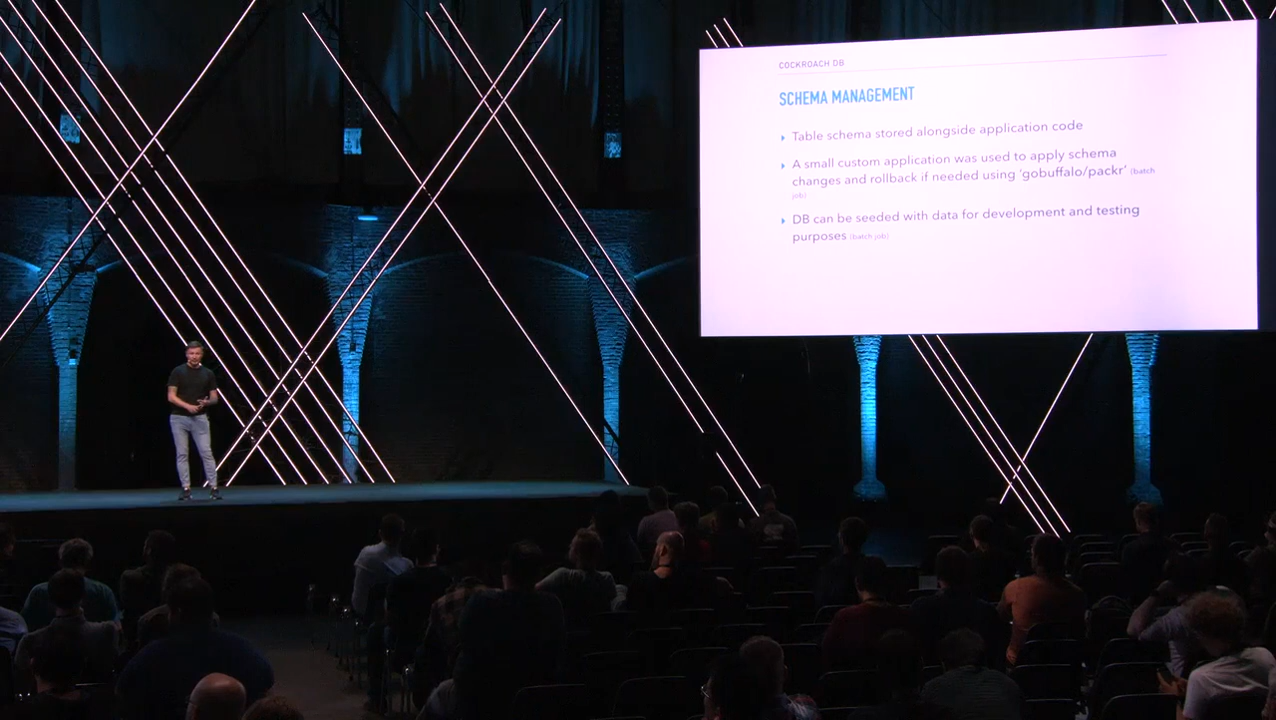 COCKROACH DB
SCHEMA MANAGEMENT
Table schema stored alongside application code
A small custom application was used to apply schema
changes and rollback if needed using ‘gobuffalo/packr’ (batch
job)
DB can be seeded with data for development and testing
purposes (batch job)